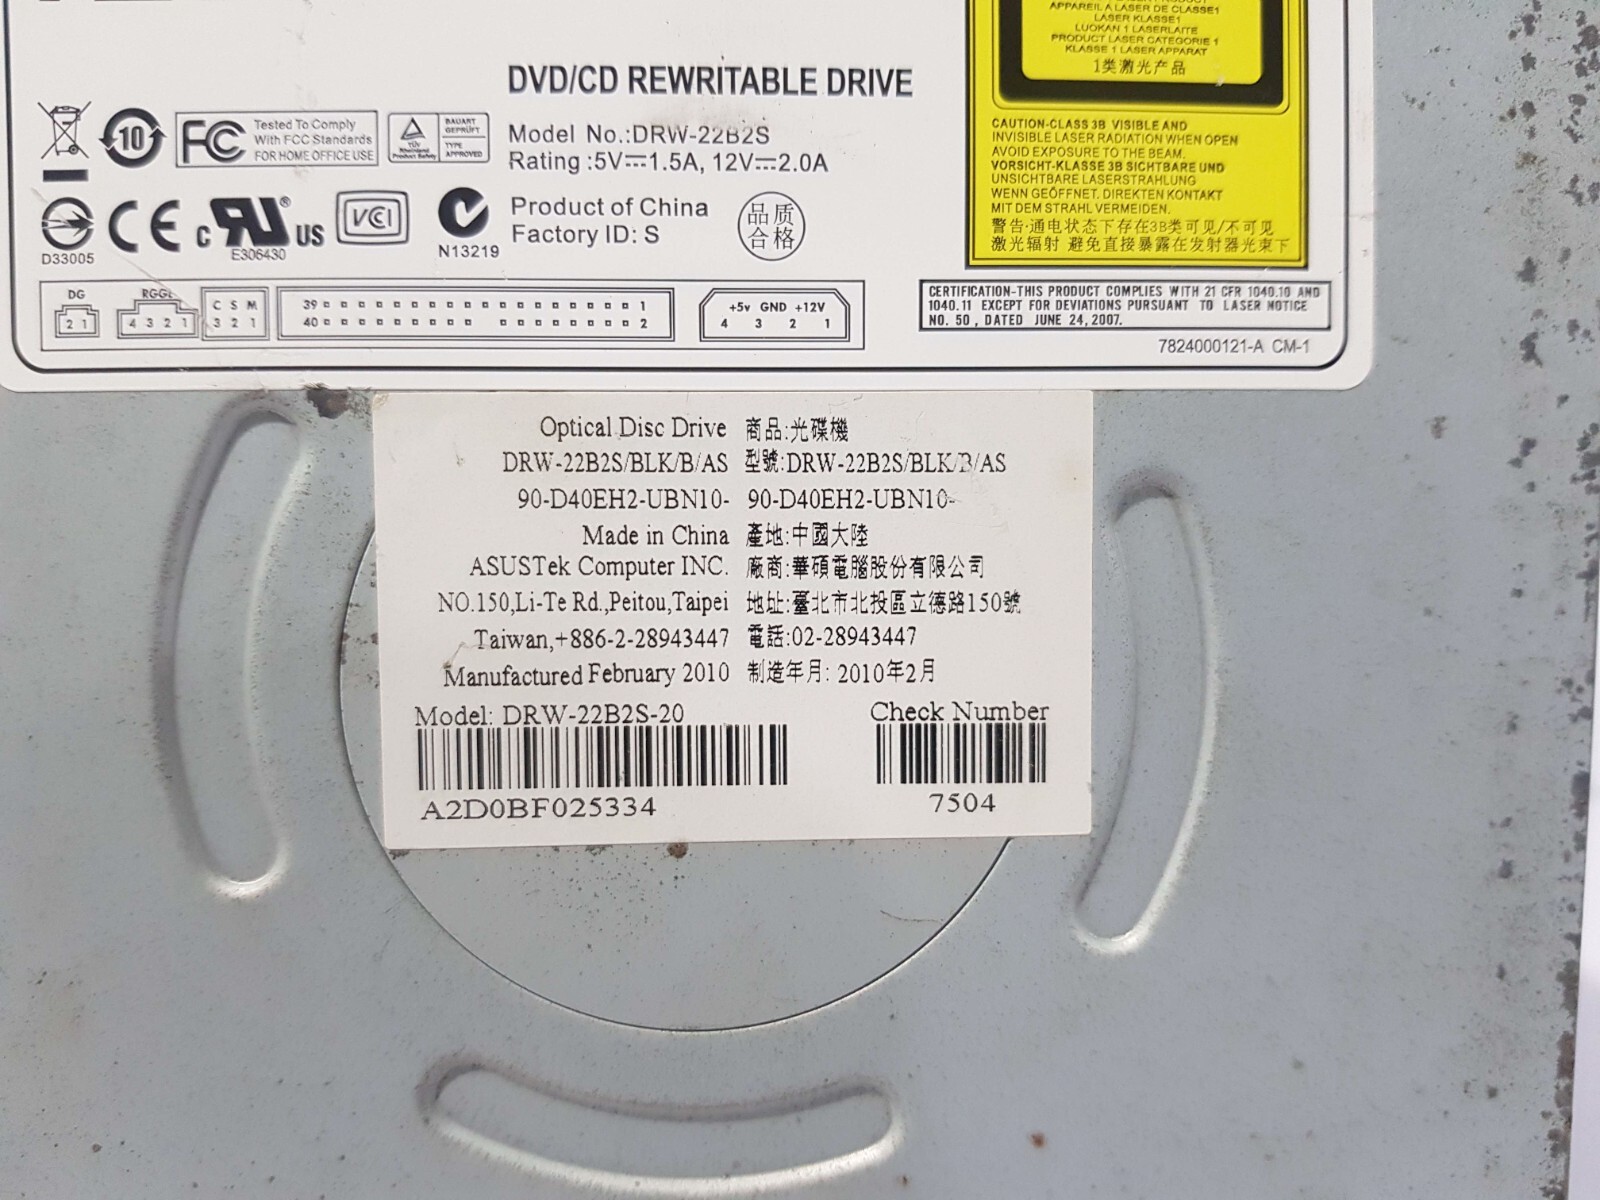 APPAREIL A LASER DE CLASSE1
LASER KLASSE1
LUOKAN 1 LASERLAITE
PRODUCT LASER CATEGORIE 1
KLASSE 1 LASER APPARAT
1类激光产品
DVD/CD REWRITABLE DRIVE
10
FC Tested To Comply
With FCC Standards
FOR HOME OFFICE USE
BAUART
GEPRÜFT
TÜV
Rheinland
Product Safety
TYPE
APPROVED
Model No.:DRW-22B2S
Rating :5V⎓1.5A, 12V⎓2.0A
CAUTION-CLASS 3B VISIBLE AND
INVISIBLE LASER RADIATION WHEN OPEN
AVOID EXPOSURE TO THE BEAM.
VORSICHT-KLASSE 3B SICHTBARE UND
UNSICHTBARE LASERSTRAHLUNG
WENN GEÖFFNET. DIREKTEN KONTAKT
MIT DEM STRAHL VERMEIDEN.
警告·通电状态下存在3B类可见/不可见
激光辐射 避免直接暴露在发射器光束下
D33005
CE
c RU ® US
E306430
VCCI
N13219
Product of China
Factory ID: S
品质
合格
DG
2 1
RGGL
4 3 2 1
C S M
3 2 1
39 1
40 2
+5v GND +12V
4 3 2 1
CERTIFICATION-THIS PRODUCT COMPLIES WITH 21 CFR 1040.10 AND
1040.11 EXCEPT FOR DEVIATIONS PURSUANT TO LASER NOTICE
NO. 50 , DATED JUNE 24, 2007.
7824000121-A CM-1
Optical Disc Drive 商品:光碟機
DRW-22B2S/BLK/B/AS 型號:DRW-22B2S/BLK/B/AS
90-D40EH2-UBN10- 90-D40EH2-UBN10-
Made in China 產地:中國大陸
ASUSTek Computer INC. 廠商:華碩電腦股份有限公司
NO.150,Li-Te Rd.,Peitou,Taipei 地址:臺北市北投區立德路150號
Taiwan,+886-2-28943447 電話:02-28943447
Manufactured February 2010 制造年月: 2010年2月
Model: DRW-22B2S-20 Check Number
A2D0BF025334 7504